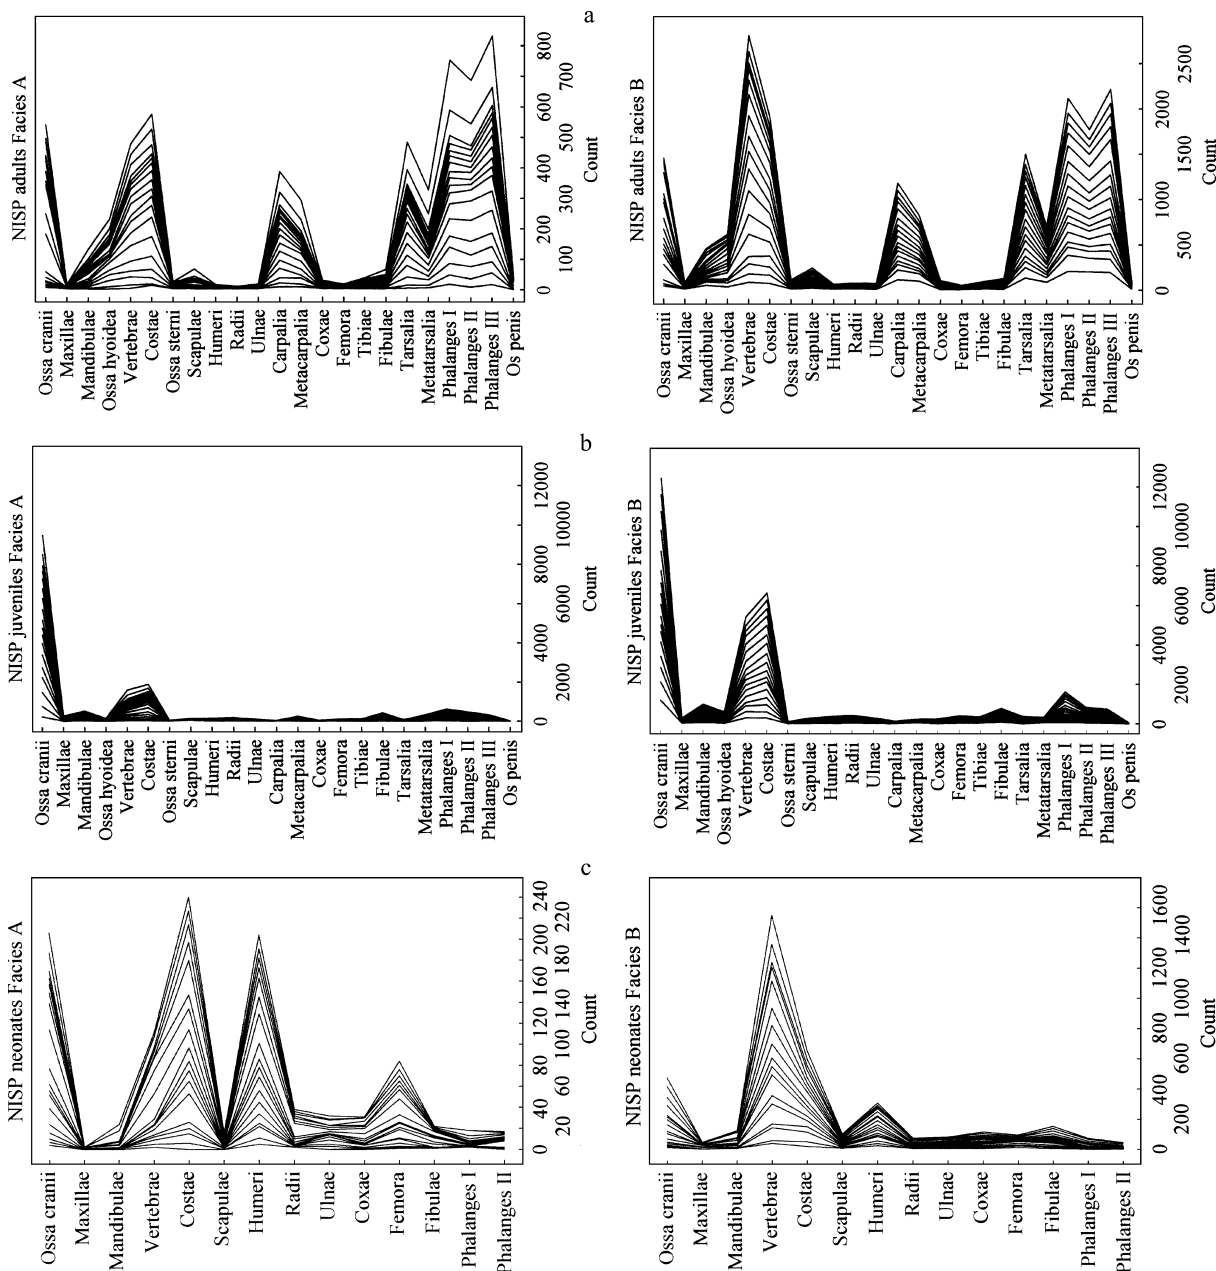 a
NISP adults Facies A
0 100 200 300 400 500 600 700 800
Count
Ossa cranii
Maxillae
Mandibulae
Ossa hyoidea
Vertebrae
Costae
Ossa sterni
Scapulae
Humeri
Radii
Ulnae
Carpalia
Metacarpalia
Coxae
Femora
Tibiae
Fibulae
Tarsalia
Metatarsalia
Phalanges I
Phalanges II
Phalanges III
Os penis
NISP adults Facies B
0 500 1000 1500 2000 2500
Count
Ossa cranii
Maxillae
Mandibulae
Ossa hyoidea
Vertebrae
Costae
Ossa sterni
Scapulae
Humeri
Radii
Ulnae
Carpalia
Metacarpalia
Coxae
Femora
Tibiae
Fibulae
Tarsalia
Metatarsalia
Phalanges I
Phalanges II
Phalanges III
Os penis
b
NISP juveniles Facies A
0 2000 4000 6000 8000 10000 12000
Count
Ossa cranii
Maxillae
Mandibulae
Ossa hyoidea
Vertebrae
Costae
Ossa sterni
Scapulae
Humeri
Radii
Ulnae
Carpalia
Metacarpalia
Coxae
Femora
Tibiae
Fibulae
Tarsalia
Metatarsalia
Phalanges I
Phalanges II
Phalanges III
Os penis
NISP juveniles Facies B
0 2000 4000 6000 8000 10000 12000
Count
Ossa cranii
Maxillae
Mandibulae
Ossa hyoidea
Vertebrae
Costae
Ossa sterni
Scapulae
Humeri
Radii
Ulnae
Carpalia
Metacarpalia
Coxae
Femora
Tibiae
Fibulae
Tarsalia
Metatarsalia
Phalanges I
Phalanges II
Phalanges III
Os penis
c
NISP neonates Facies A
0 20 40 60 80 100 120 140 160 180 200 220 240
Count
Ossa cranii
Maxillae
Mandibulae
Vertebrae
Costae
Scapulae
Humeri
Radii
Ulnae
Coxae
Femora
Fibulae
Phalanges I
Phalanges II
NISP neonates Facies B
0 200 400 600 800 1000 1200 1400 1600
Count
Ossa cranii
Maxillae
Mandibulae
Vertebrae
Costae
Scapulae
Humeri
Radii
Ulnae
Coxae
Femora
Fibulae
Phalanges I
Phalanges II